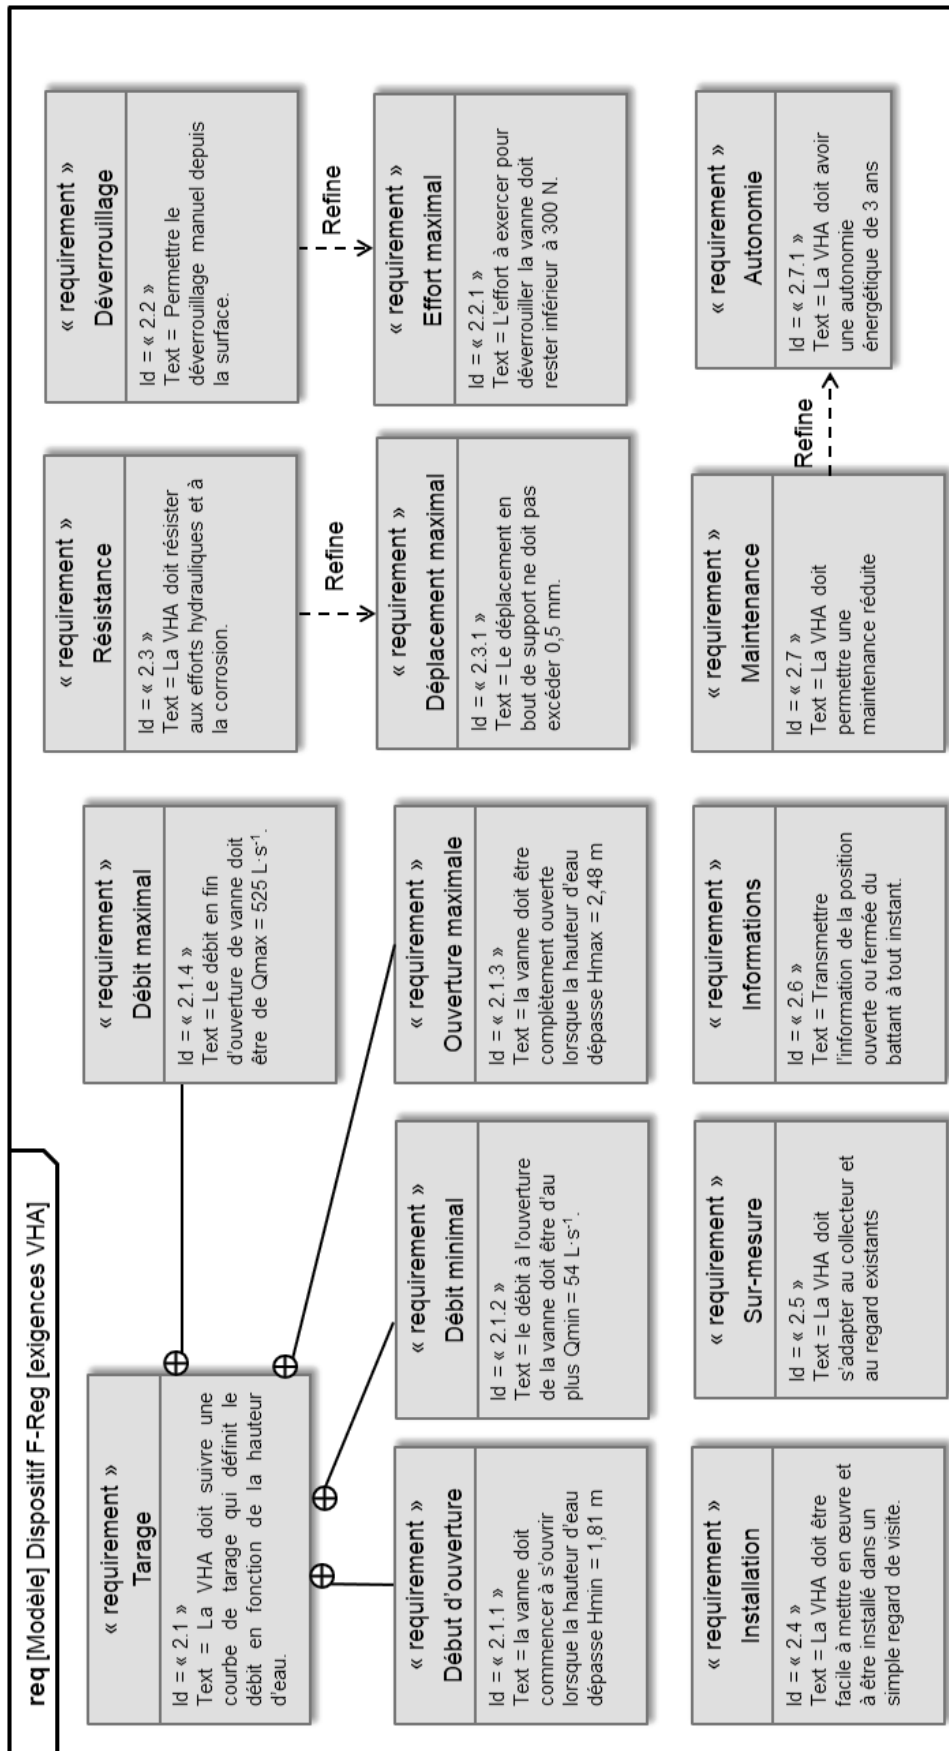 req [Modèle] Dispositif F-Reg [exigences VHA]
« requirement »
Tarage
Id = « 2.1 »
Text = La VHA doit suivre une
courbe de tarage qui définit le
débit en fonction de la hauteur
d'eau.
« requirement »
Débit maximal
Id = « 2.1.4 »
Text = Le débit en fin
d'ouverture de vanne doit
être de Qmax = 525 L·s⁻¹.
« requirement »
Résistance
Id = « 2.3 »
Text = La VHA doit résister
aux efforts hydrauliques et à
la corrosion.
« requirement »
Déverrouillage
Id = « 2.2 »
Text = Permettre le
déverrouillage manuel depuis
la surface.
Refine
Refine
« requirement »
Début d'ouverture
Id = « 2.1.1 »
Text = la vanne doit
commencer à s'ouvrir
lorsque la hauteur d'eau
dépasse Hmin = 1,81 m
« requirement »
Débit minimal
Id = « 2.1.2 »
Text = le débit à l'ouverture
de la vanne doit être d'au
plus Qmin = 54 L·s⁻¹.
« requirement »
Ouverture maximale
Id = « 2.1.3 »
Text = la vanne doit être
complètement ouverte
lorsque la hauteur d'eau
dépasse Hmax = 2,48 m
« requirement »
Déplacement maximal
Id = « 2.3.1 »
Text = Le déplacement en
bout de support ne doit pas
excéder 0,5 mm.
« requirement »
Effort maximal
Id = « 2.2.1 »
Text = L'effort à exercer pour
déverrouiller la vanne doit
rester inférieur à 300 N.
« requirement »
Installation
Id = « 2.4 »
Text = La VHA doit être
facile à mettre en œuvre et
à être installé dans un
simple regard de visite.
« requirement »
Sur-mesure
Id = « 2.5 »
Text = La VHA doit
s'adapter au collecteur et
au regard existants
« requirement »
Informations
Id = « 2.6 »
Text = Transmettre
l'information de la position
ouverte ou fermée du
battant à tout instant.
« requirement »
Maintenance
Id = « 2.7 »
Text = La VHA doit
permettre une
maintenance réduite
Refine
« requirement »
Autonomie
Id = « 2.7.1 »
Text = La VHA doit avoir
une autonomie
énergétique de 3 ans